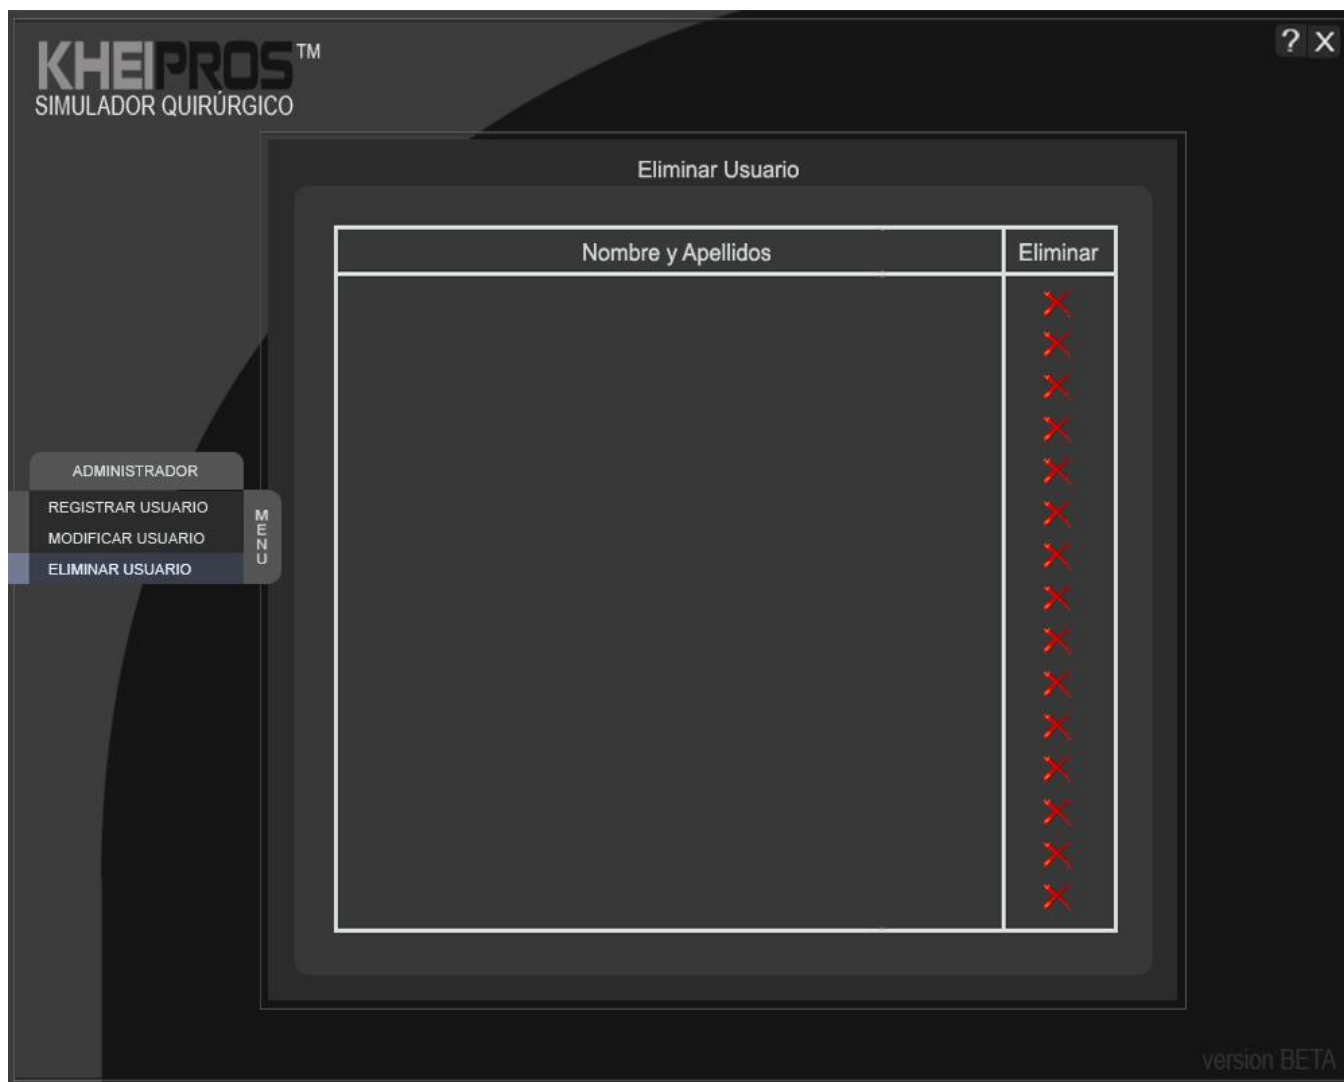 KHEIPROS™
SIMULADOR QUIRÚRGICO
? X
Eliminar Usuario
Nombre y Apellidos Eliminar
ADMINISTRADOR
REGISTRAR USUARIO
MODIFICAR USUARIO
ELIMINAR USUARIO
MENU
version BETA